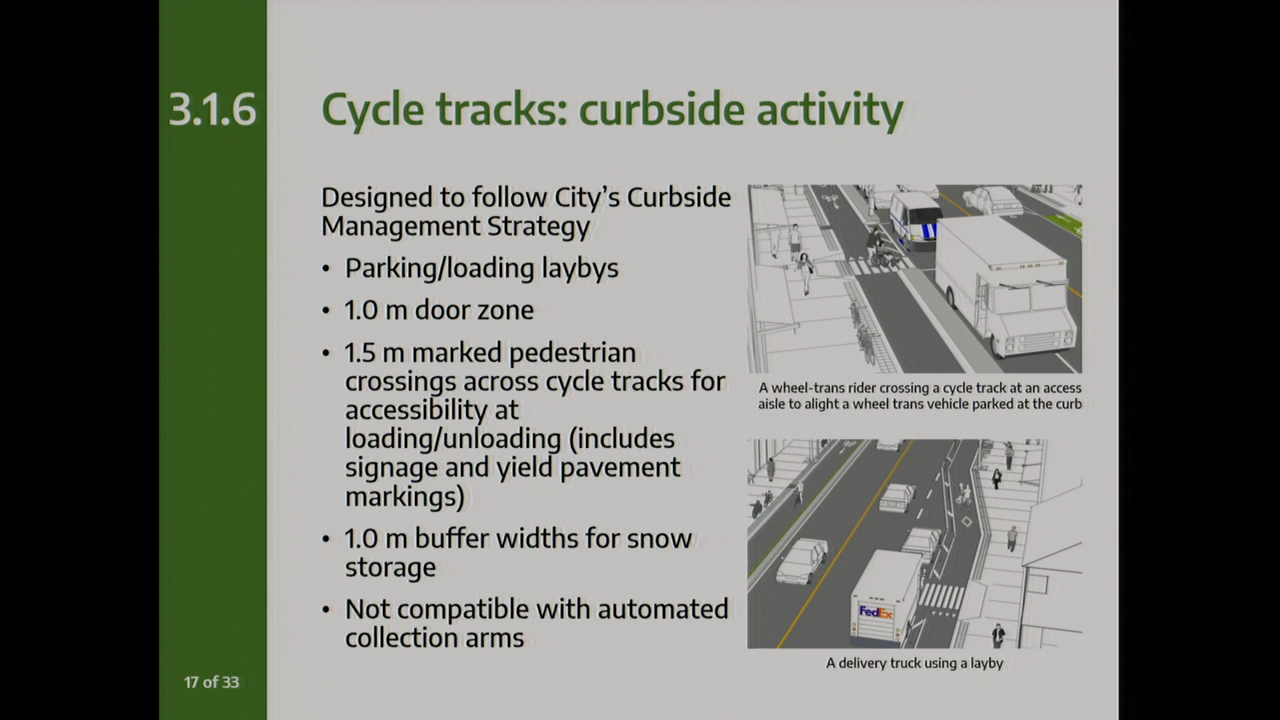 3.1.6
Cycle tracks: curbside activity
Designed to follow City's Curbside
Management Strategy
• Parking/loading laybys
• 1.0 m door zone
• 1.5 m marked pedestrian
crossings across cycle tracks for
accessibility at
loading/unloading (includes
signage and yield pavement
markings)
• 1.0 m buffer widths for snow
storage
• Not compatible with automated
collection arms
A wheel-trans rider crossing a cycle track at an access
aisle to alight a wheel trans vehicle parked at the curb
FedEx
A delivery truck using a layby
17 of 33